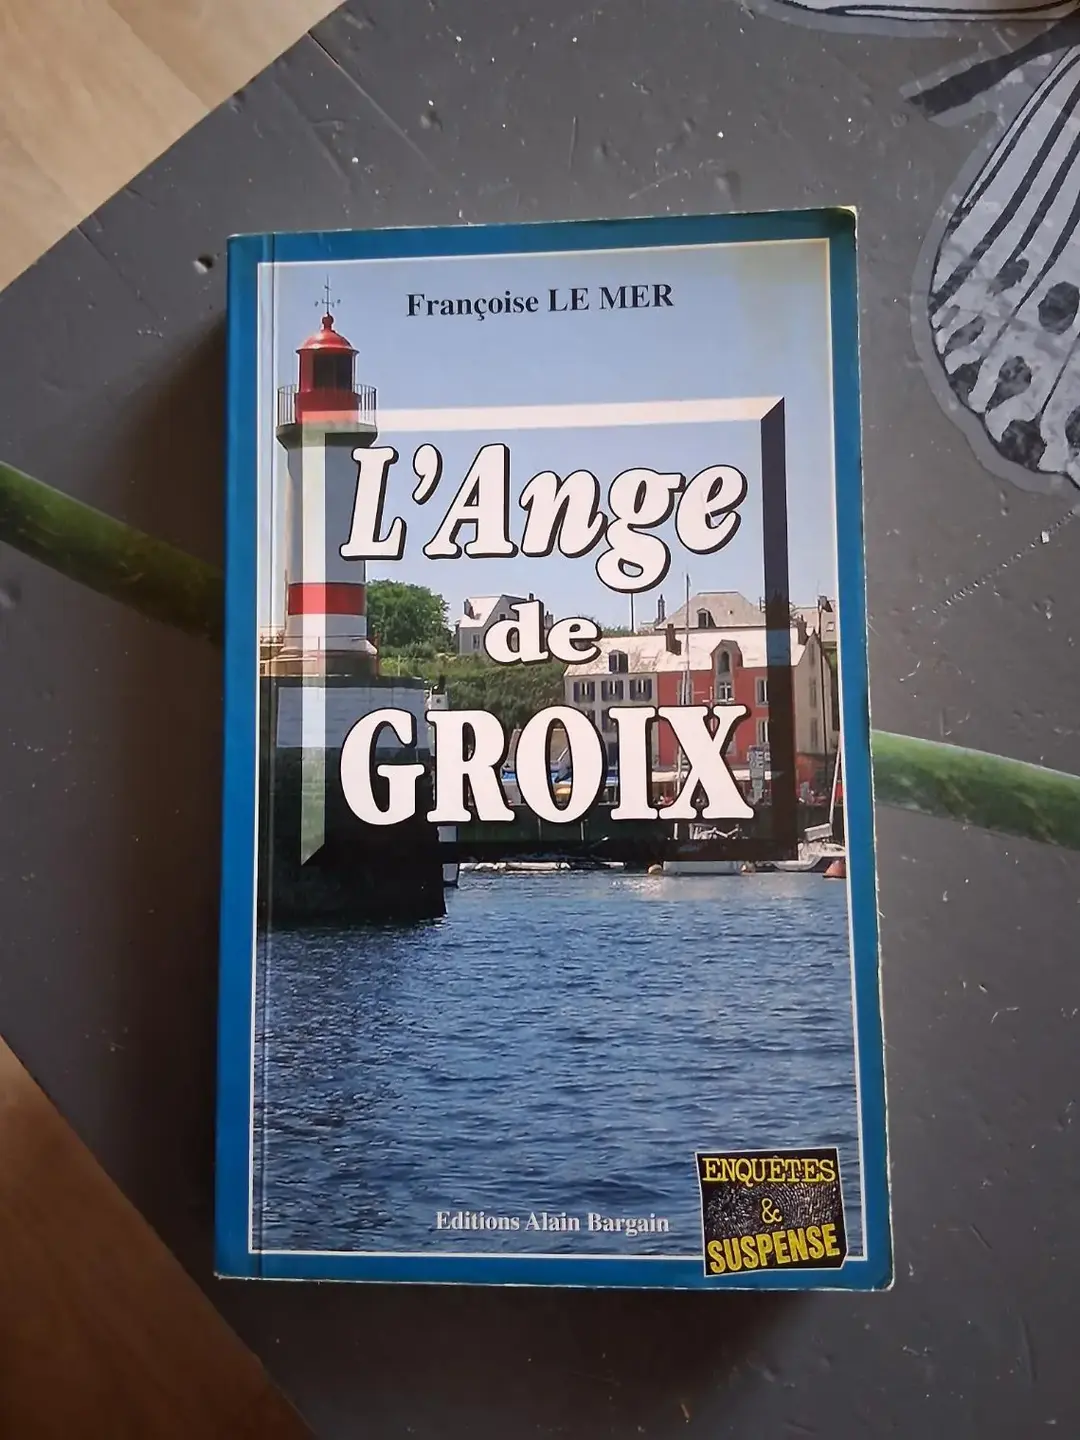 Françoise LE MER
L'Ange
de
GROIX
Editions Alain Bargain
ENQUÊTES
&
SUSPENSE